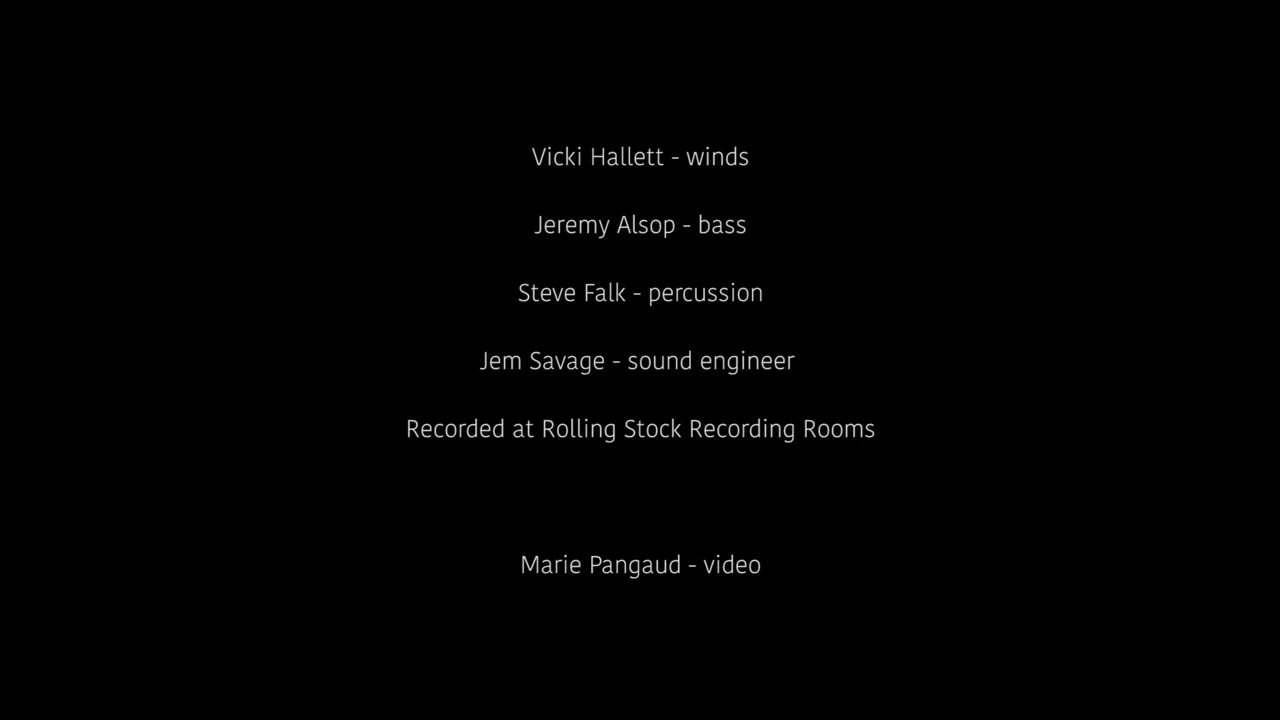 Vicki Hallett - winds
Jeremy Alsop - bass
Steve Falk - percussion
Jem Savage - sound engineer
Recorded at Rolling Stock Recording Rooms
Marie Pangaud - video